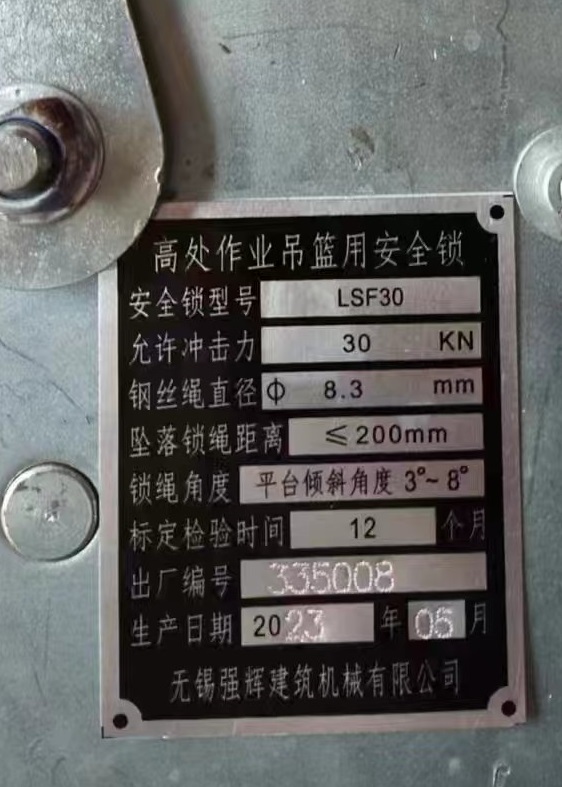 高处作业吊篮用安全锁
安全锁型号 LSF30
允许冲击力 30 KN
钢丝绳直径 ϕ 8.3 mm
坠落锁绳距离 ≤200mm
锁绳角度 平台倾斜角度 3°~8°
标定检验时间 12 个月
出厂编号 335008
生产日期 2023 年 05 月
无锡强辉建筑机械有限公司